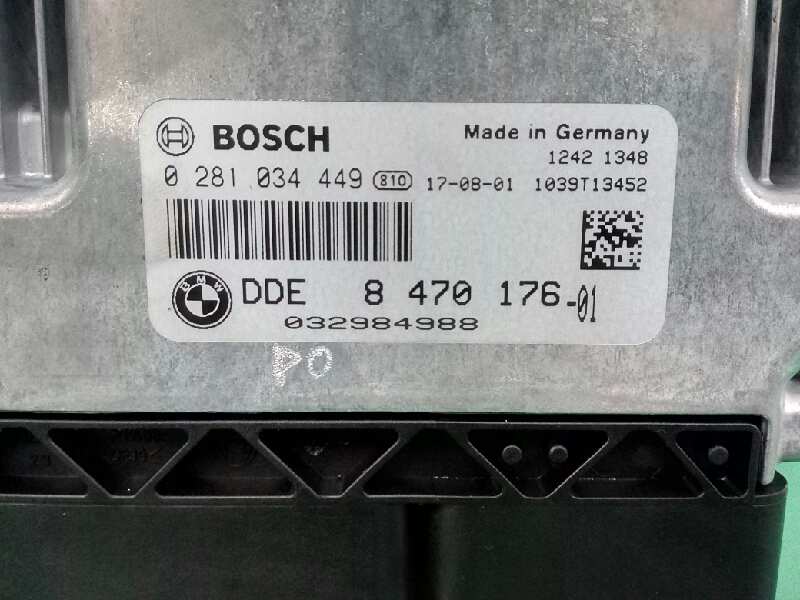 BOSCH
Made in Germany
1242 1348
0 281 034 449 810 17-08-01 1039T13452
BMW
DDE 8 470 176-01
032984988